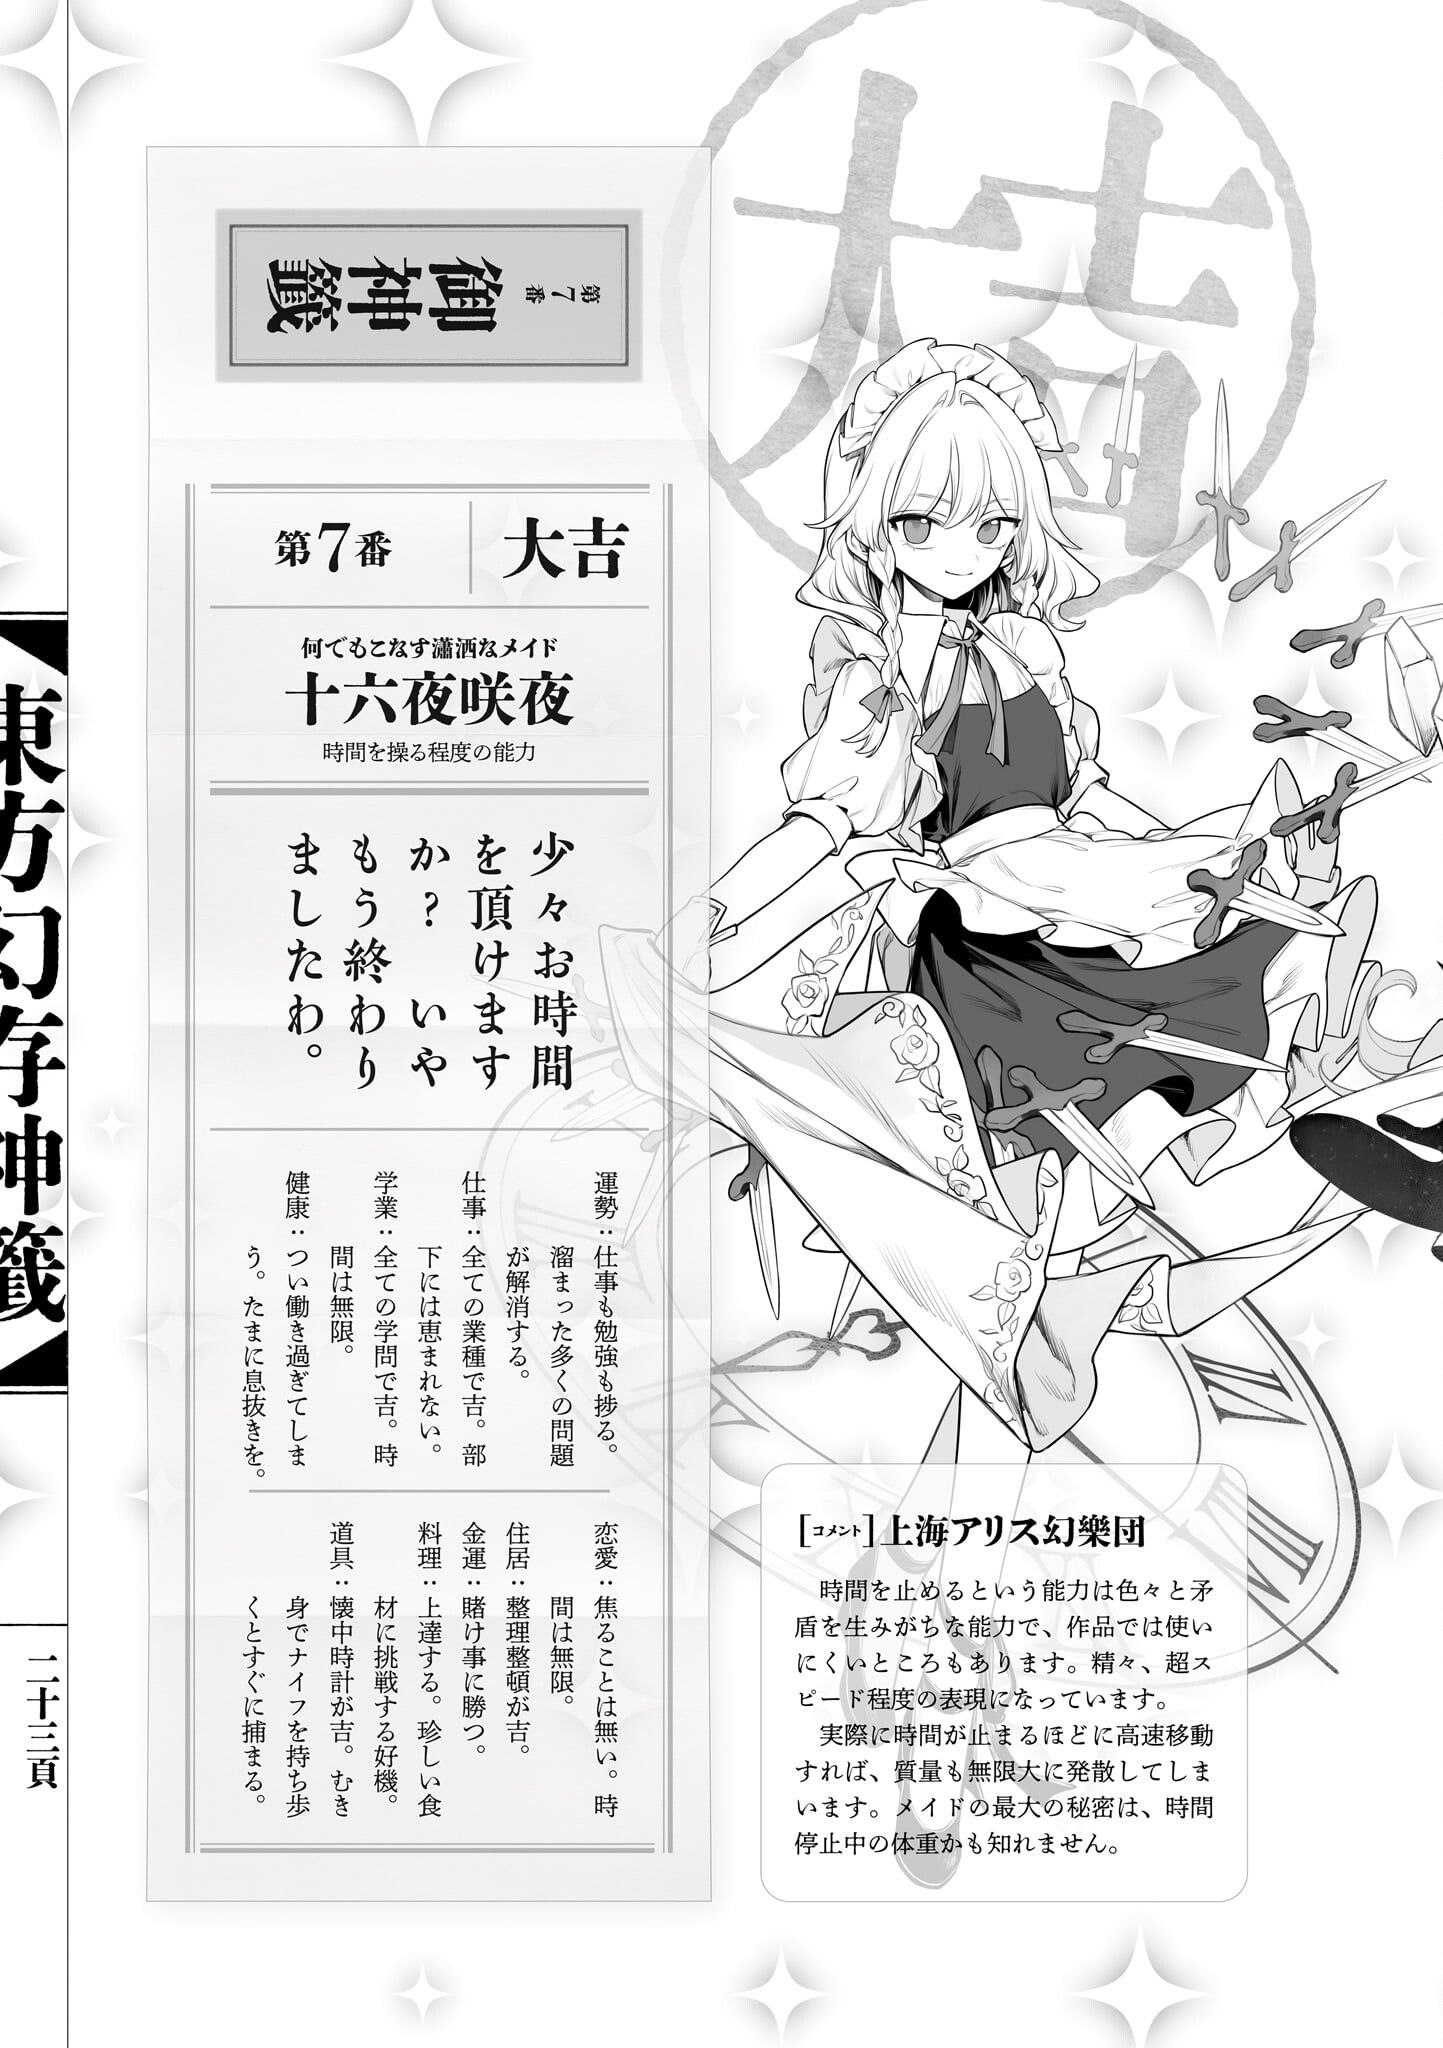 大吉
御神籤
第7番
大吉
第7番
何でもこなす瀟洒なメイド
十六夜咲夜
時間を操る程度の能力
少々お時間
を頂けます
か? いや
もう終わり
ましたわ。
運勢：仕事も勉強も捗る。
溜まった多くの問題
が解消する。
仕事：全ての業種で吉。部
下には恵まれない。
学業：全ての学問で吉。時
間は無限。
健康：つい働き過ぎてしま
う。たまに息抜きを。
恋愛：焦ることは無い。時
間は無限。
住居：整理整頓が吉。
金運：賭け事に勝つ。
料理：上達する。珍しい食
材に挑戦する好機。
道具：懐中時計が吉。むき
身でナイフを持ち歩
くとすぐに捕まる。
[コメント]上海アリス幻樂団
時間を止めるという能力は色々と矛
盾を生みがちな能力で、作品では使い
にくいところもあります。精々、超ス
ピード程度の表現になっています。
実際に時間が止まるほどに高速移動
すれば、質量も無限大に発散してしま
います。メイドの最大の秘密は、時間
停止中の体重かも知れません。
東方幻存神籤
二十三頁
VII
VIII